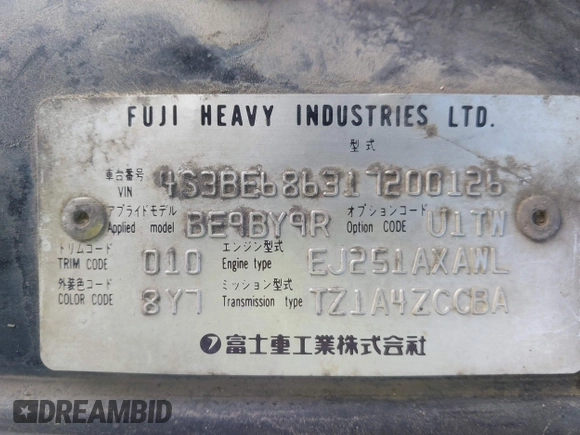 FUJI HEAVY INDUSTRIES LTD.
型式
車台番号
VIN 4S3BE686317200126
アプライドモデル オプションコード
Applied model BE9BY9R Option CODE U1TW
トリムコード エンジン型式
TRIM CODE 010 Engine type EJ251AXAWL
外装色コード ミッション型式
COLOR CODE 8Y7 Transmission type TZ1A4ZCCBA
富士重工業株式会社
DREAMBID